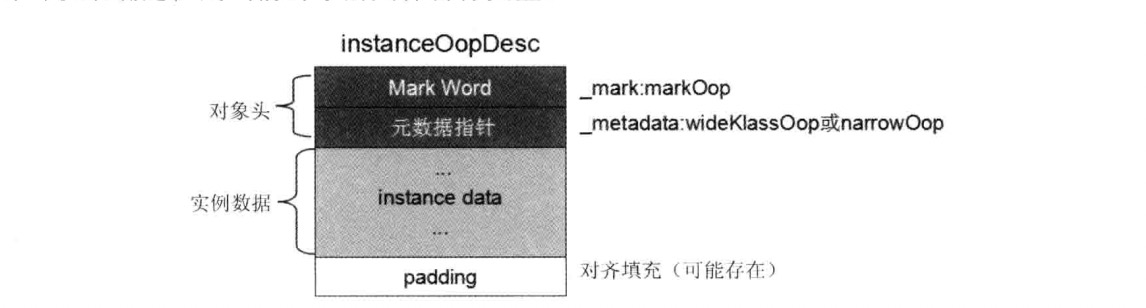 instanceOopDesc
Mark Word
_mark:markOop
对象头
元数据指针
_metadata:wideKlassOop或narrowOop
...
实例数据
instance data
...
padding
对齐填充（可能存在）